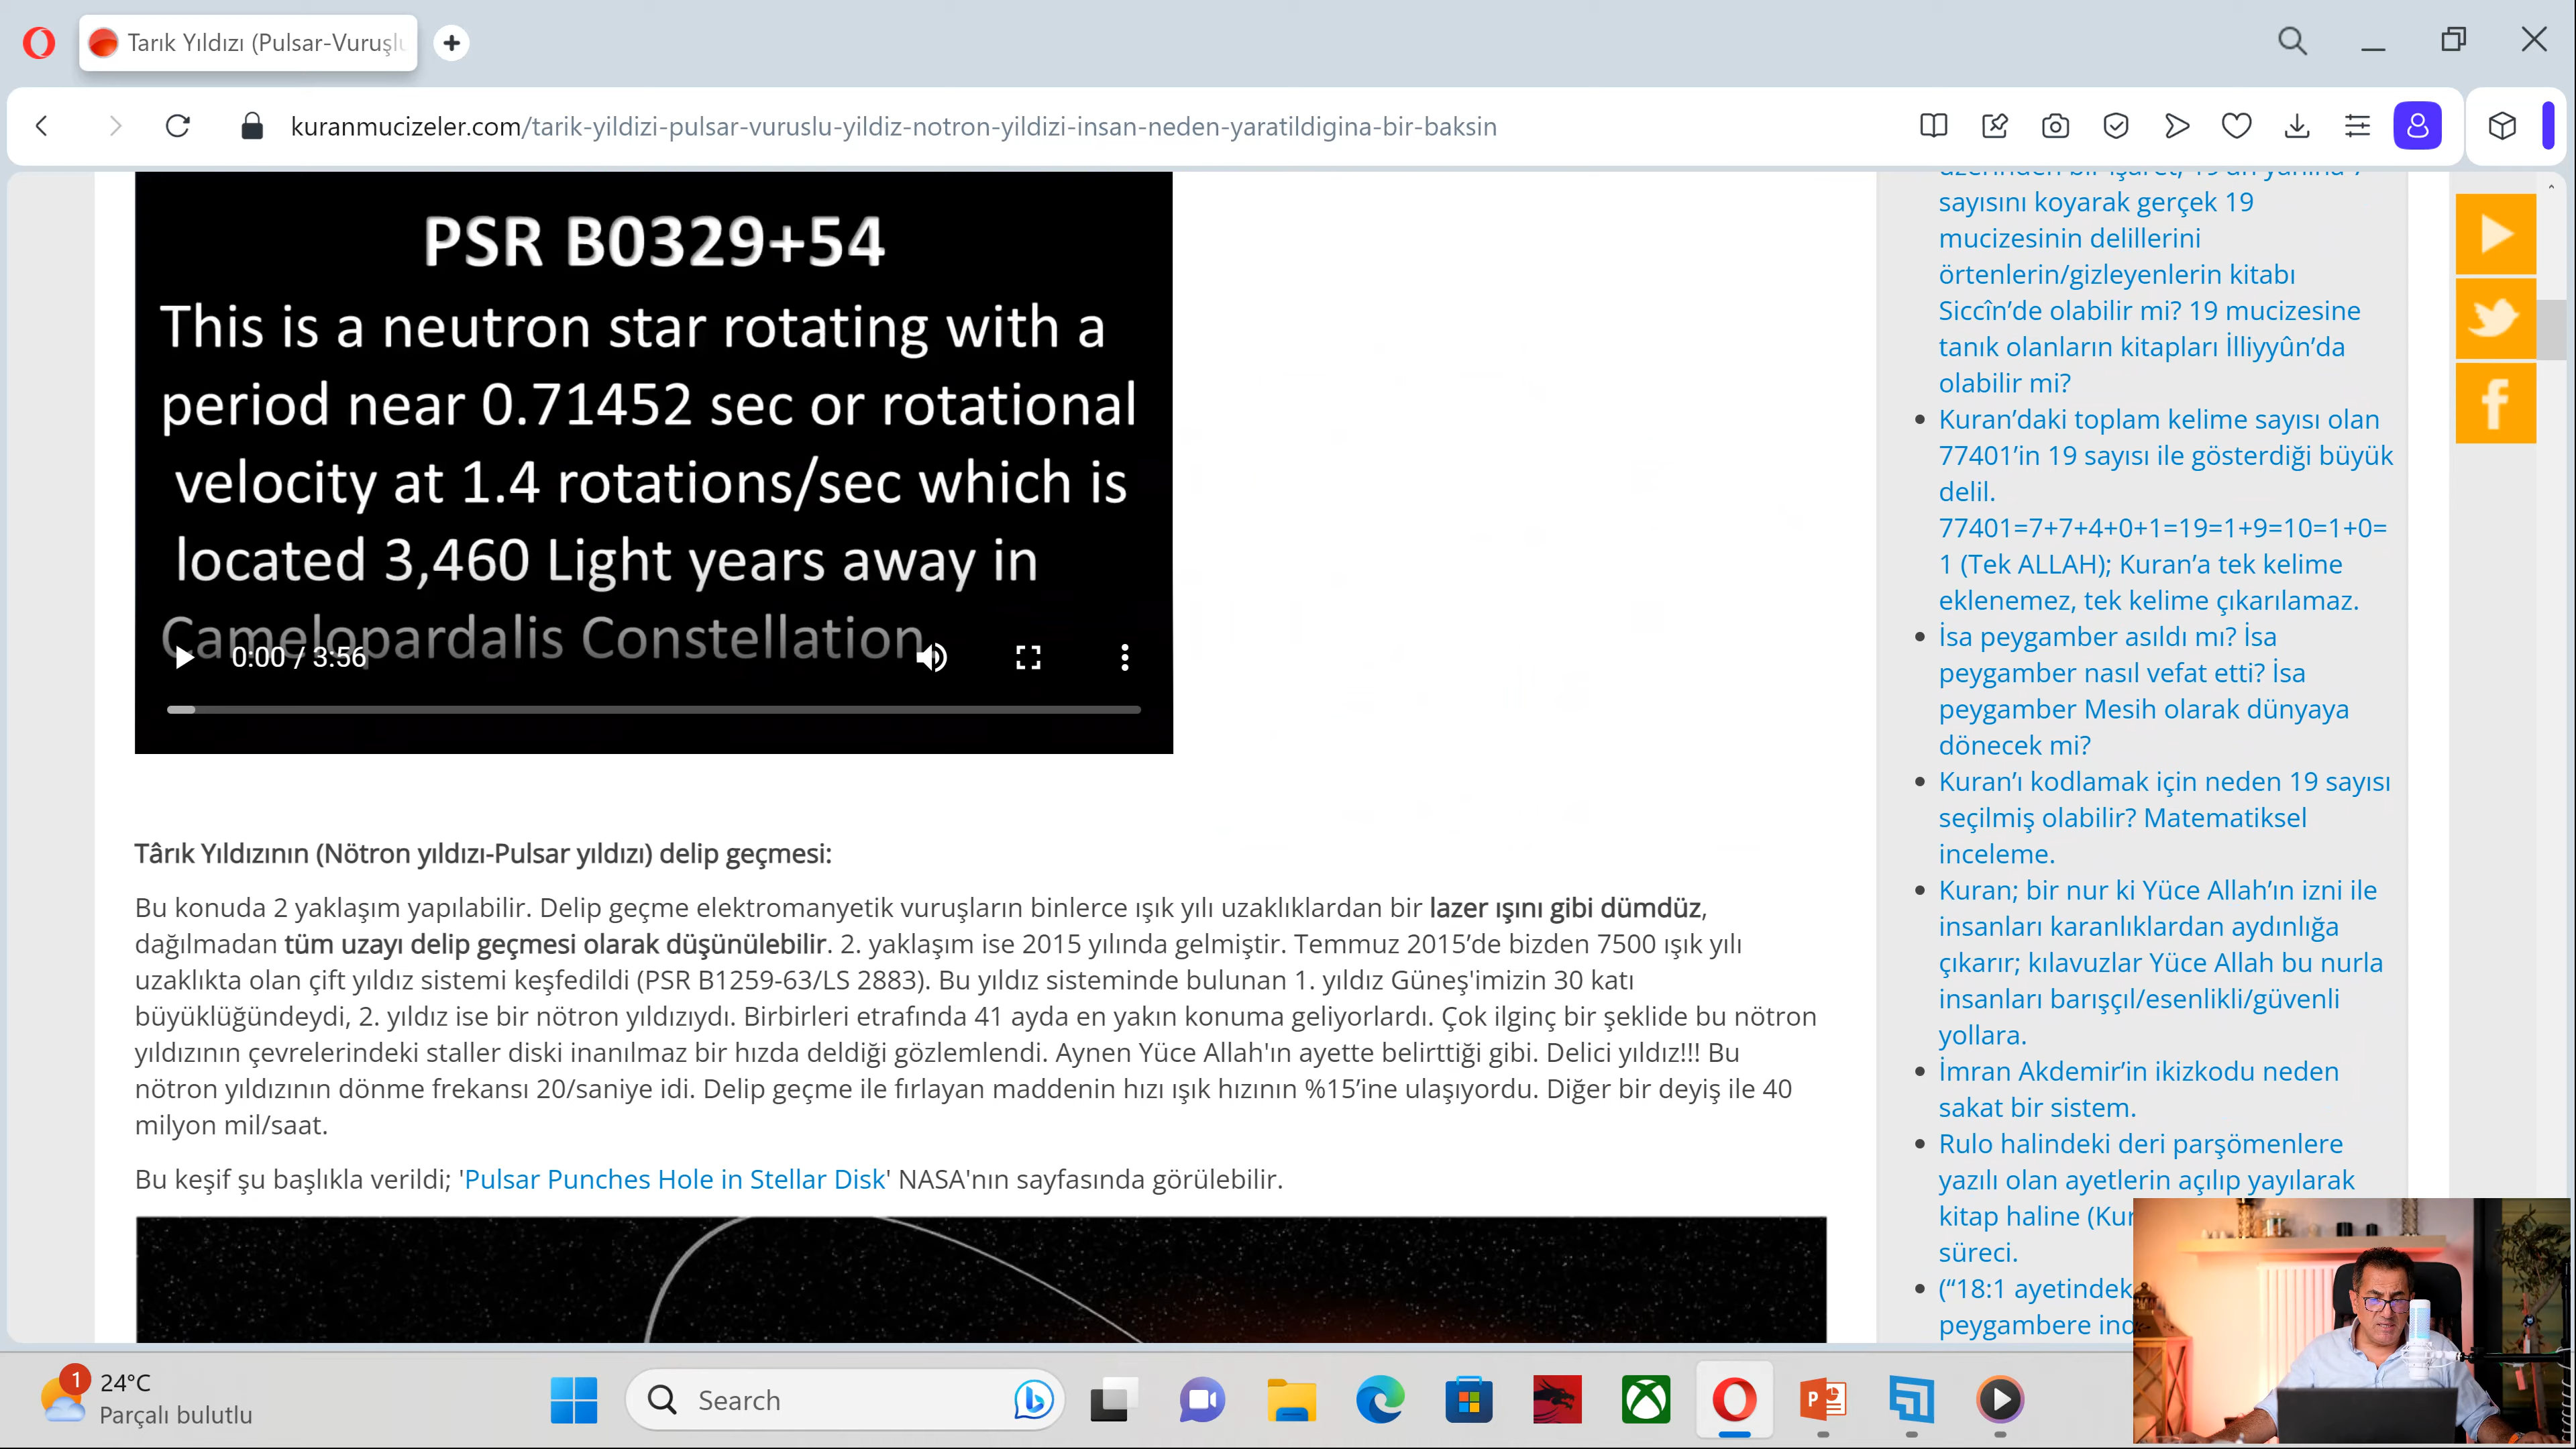 Tarık Yıldızı (Pulsar-Vuruşlu
kuranmucizeler.com/tarik-yildizi-pulsar-vuruslu-yildiz-notron-yildizi-insan-neden-yaratildigina-bir-baksin
PSR B0329+54
This is a neutron star rotating with a
period near 0.71452 sec or rotational
velocity at 1.4 rotations/sec which is
located 3,460 Light years away in
Camelopardalis Constellation
0:00 / 3:56
Târık Yıldızının (Nötron yıldızı-Pulsar yıldızı) delip geçmesi:
Bu konuda 2 yaklaşım yapılabilir. Delip geçme elektromanyetik vuruşların binlerce ışık yılı uzaklıklardan bir lazer ışını gibi dümdüz,
dağılmadan tüm uzayı delip geçmesi olarak düşünülebilir. 2. yaklaşım ise 2015 yılında gelmiştir. Temmuz 2015’de bizden 7500 ışık yılı
uzaklıkta olan çift yıldız sistemi keşfedildi (PSR B1259-63/LS 2883). Bu yıldız sisteminde bulunan 1. yıldız Güneş'imizin 30 katı
büyüklüğündeydi, 2. yıldız ise bir nötron yıldızıydı. Birbirleri etrafında 41 ayda en yakın konuma geliyorlardı. Çok ilginç bir şeklide bu nötron
yıldızının çevrelerindeki staller diski inanılmaz bir hızda deldiği gözlemlendi. Aynen Yüce Allah'ın ayette belirttiği gibi. Delici yıldız!!! Bu
nötron yıldızının dönme frekansı 20/saniye idi. Delip geçme ile fırlayan maddenin hızı ışık hızının %15’ine ulaşıyordu. Diğer bir deyiş ile 40
milyon mil/saat.
Bu keşif şu başlıkla verildi; 'Pulsar Punches Hole in Stellar Disk' NASA'nın sayfasında görülebilir.
üzerinden bir işaret; 19'un yanına 7
sayısını koyarak gerçek 19
mucizesinin delillerini
örtenlerin/gizleyenlerin kitabı
Siccîn’de olabilir mi? 19 mucizesine
tanık olanların kitapları İlliyyûn’da
olabilir mi?
Kuran’daki toplam kelime sayısı olan
77401’in 19 sayısı ile gösterdiği büyük
delil.
77401=7+7+4+0+1=19=1+9=10=1+0=
1 (Tek ALLAH); Kuran’a tek kelime
eklenemez, tek kelime çıkarılamaz.
İsa peygamber asıldı mı? İsa
peygamber nasıl vefat etti? İsa
peygamber Mesih olarak dünyaya
dönecek mi?
Kuran’ı kodlamak için neden 19 sayısı
seçilmiş olabilir? Matematiksel
inceleme.
Kuran; bir nur ki Yüce Allah’ın izni ile
insanları karanlıklardan aydınlığa
çıkarır; kılavuzlar Yüce Allah bu nurla
insanları barışçıl/esenlikli/güvenli
yollara.
İmran Akdemir’in ikizkodu neden
sakat bir sistem.
Rulo halindeki deri parşömenlere
yazılı olan ayetlerin açılıp yayılarak
kitap haline (Kur
süreci.
(“18:1 ayetindek
peygambere ind
1
24°C
Parçalı bulutlu
Search